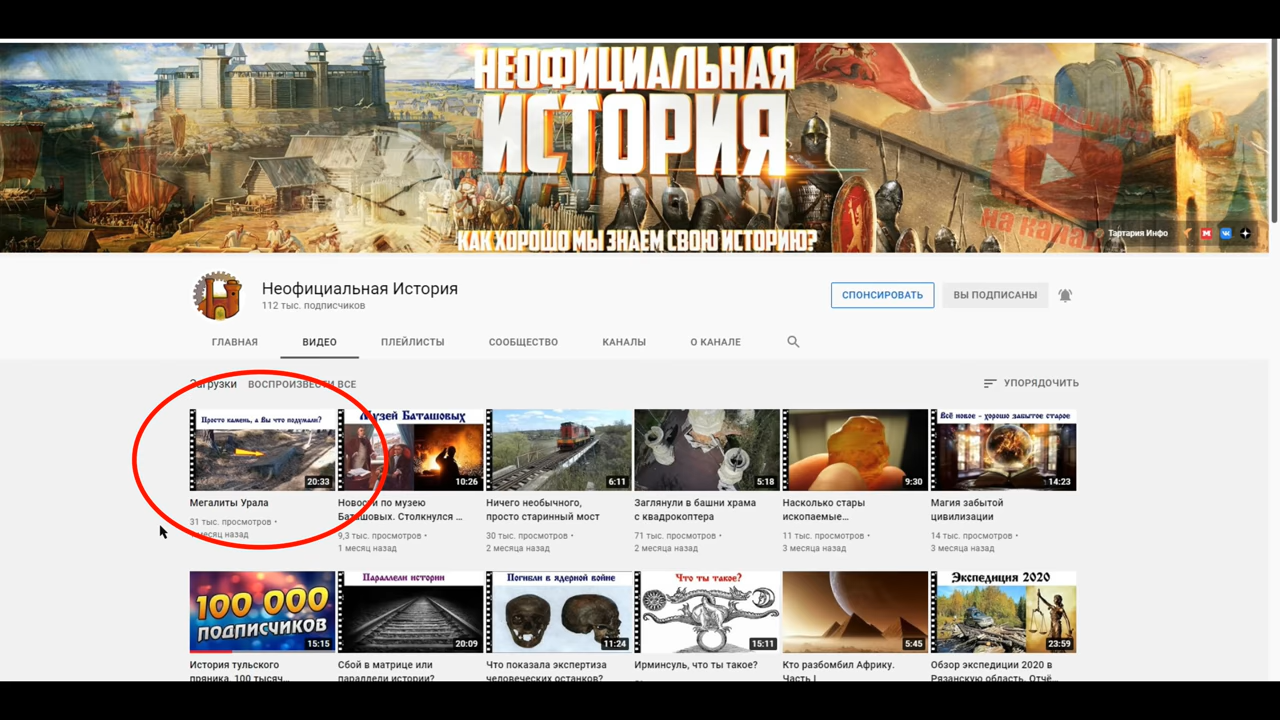 НЕОФИЦИАЛЬНАЯ
ИСТОРИЯ
КАК ХОРОШО МЫ ЗНАЕМ СВОЮ ИСТОРИЮ?
на канал
Тартария Инфо
Неофициальная История
112 тыс. подписчиков
СПОНСИРОВАТЬ
ВЫ ПОДПИСАНЫ
ГЛАВНАЯ ВИДЕО ПЛЕЙЛИСТЫ СООБЩЕСТВО КАНАЛЫ О КАНАЛЕ
Загрузки ВОСПРОИЗВЕСТИ ВСЕ
УПОРЯДОЧИТЬ
Просто камень, а Вы что подумали?
20:33
Мегалиты Урала
31 тыс. просмотров •
месяц назад
Музей Баташовых
10:26
Новости по музею
Баташовых. Столкнулся ...
9,3 тыс. просмотров •
1 месяц назад
6:11
Ничего необычного,
просто старинный мост
30 тыс. просмотров •
2 месяца назад
5:18
Заглянули в башни храма
с квадрокоптера
71 тыс. просмотров •
2 месяца назад
9:30
Насколько стары
ископаемые...
11 тыс. просмотров •
3 месяца назад
Всё новое - хорошо забытое старое
14:23
Магия забытой
цивилизации
14 тыс. просмотров •
3 месяца назад
100 000
ПОДПИСЧИКОВ
15:15
История тульского
пряника. 100 тысяч...
Параллели истории
20:09
Сбой в матрице или
параллели истории?
Погибли в ядерной войне
11:24
Что показала экспертиза
человеческих останков?
Что ты такое?
15:11
Ирминсуль, что ты такое?
5:45
Кто разбомбил Африку.
Часть I
Экспедиция 2020
23:59
Обзор экспедиции 2020 в
Рязанскую область. Отчё...